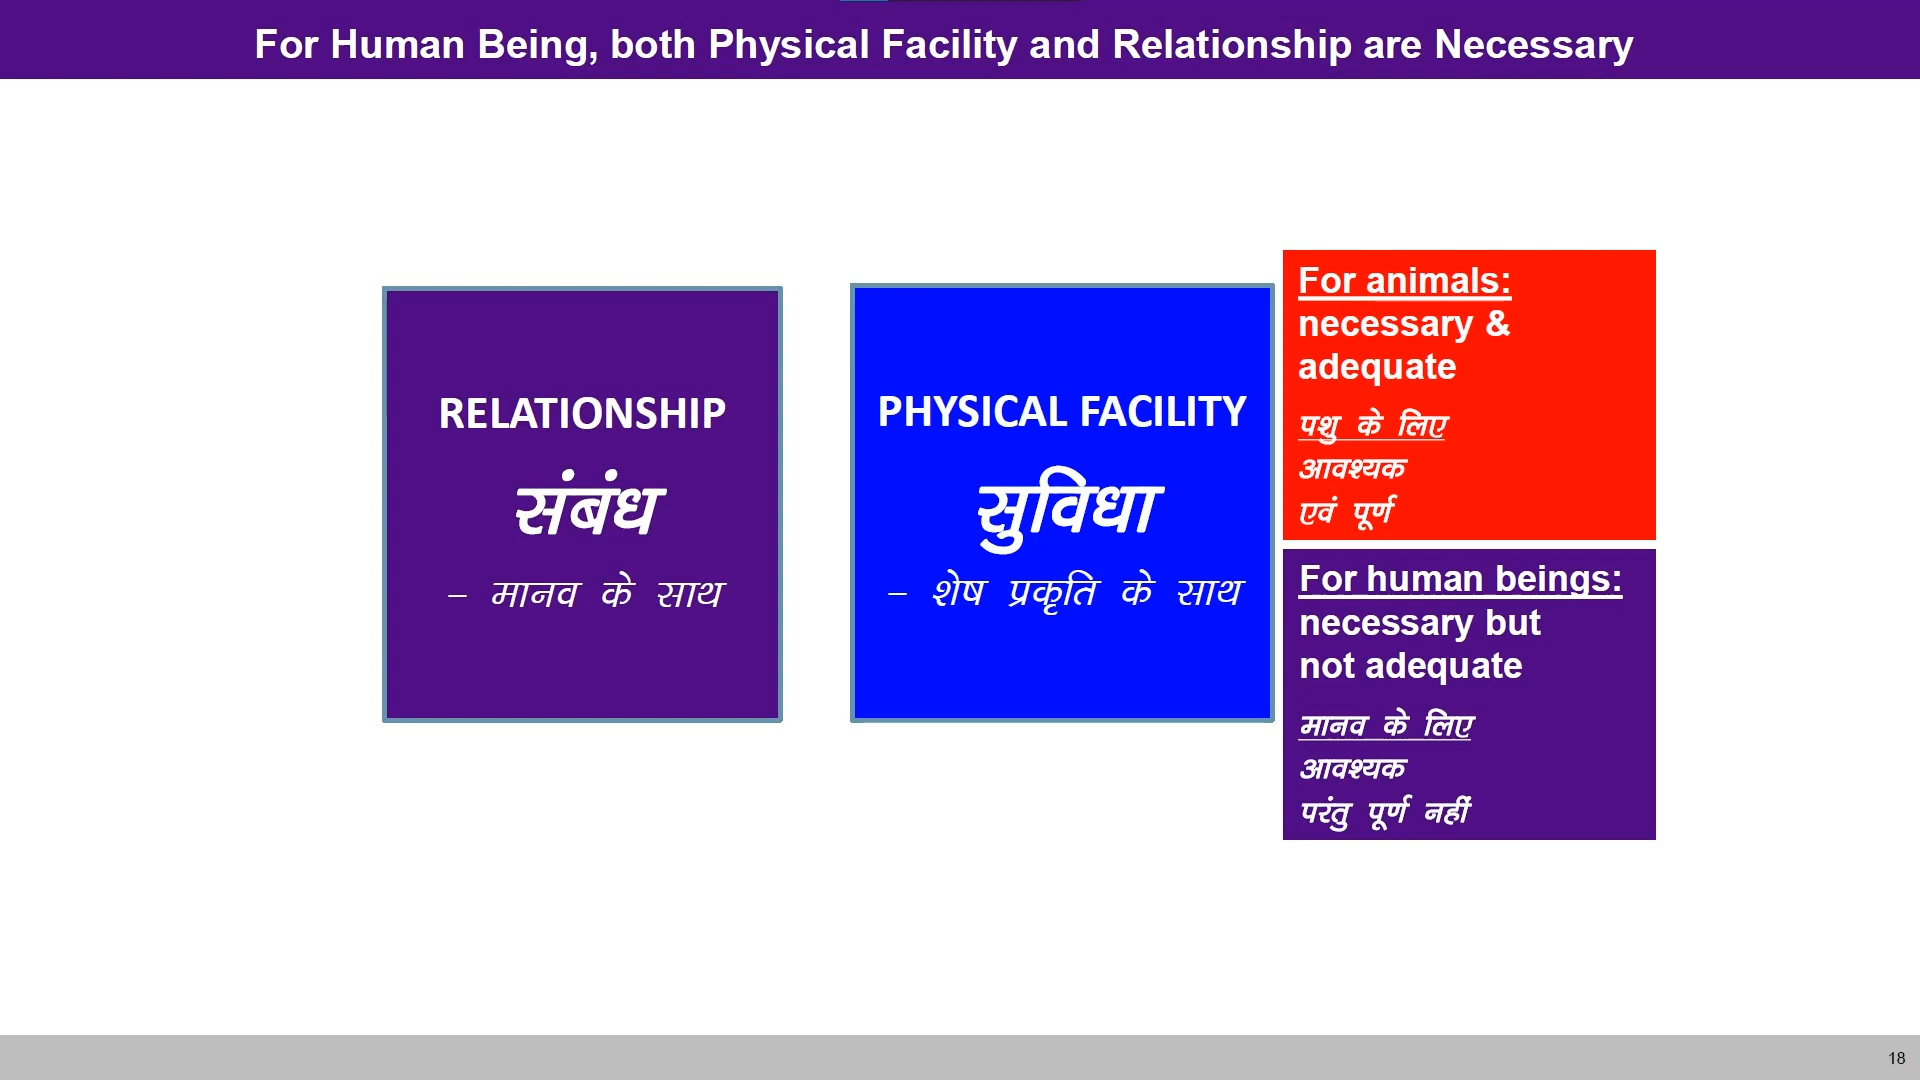 For Human Being, both Physical Facility and Relationship are Necessary
RELATIONSHIP
संबंध
– मानव के साथ
PHYSICAL FACILITY
सुविधा
– शेष प्रकृति के साथ
For animals:
necessary &
adequate
पशु के लिए
आवश्यक
एवं पूर्ण
For human beings:
necessary but
not adequate
मानव के लिए
आवश्यक
परंतु पूर्ण नहीं
18